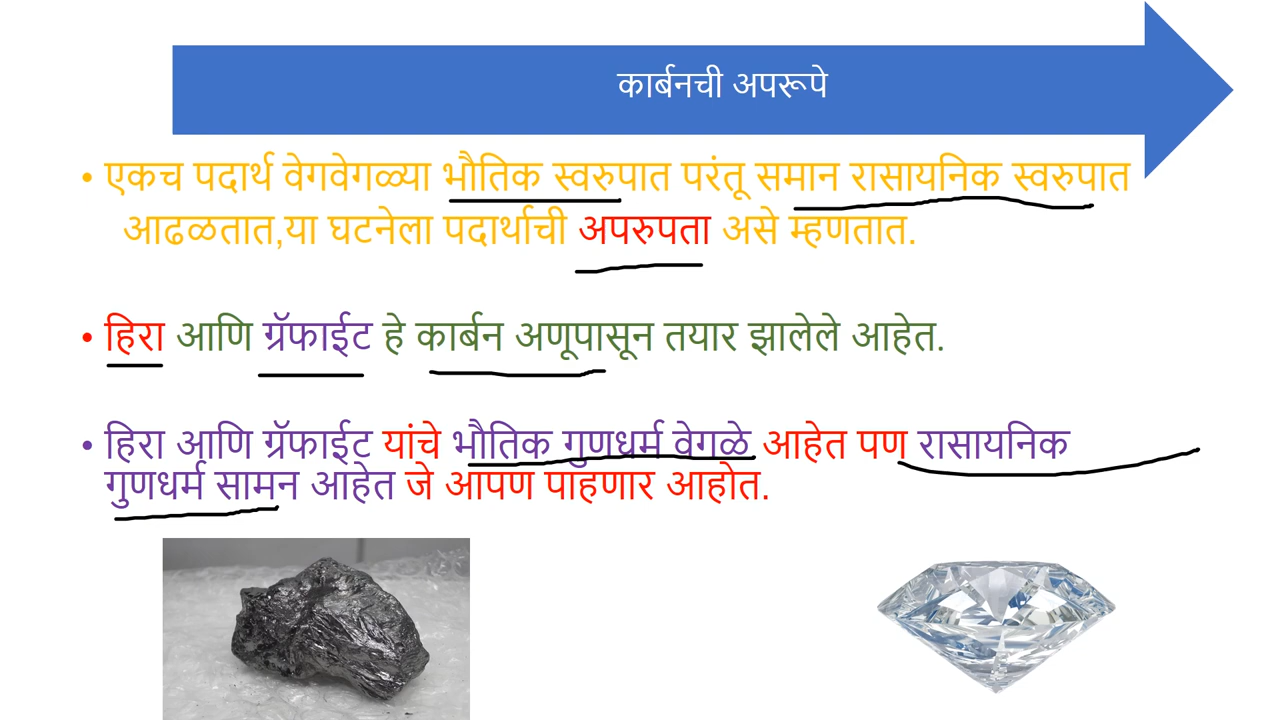 कार्बनची अपरूपे
• एकच पदार्थ वेगवेगळ्या भौतिक स्वरुपात परंतू समान रासायनिक स्वरुपात
आढळतात,या घटनेला पदार्थाची अपरुपता असे म्हणतात.
• हिरा आणि ग्रॅफाईट हे कार्बन अणूपासून तयार झालेले आहेत.
• हिरा आणि ग्रॅफाईट यांचे भौतिक गुणधर्म वेगळे आहेत पण रासायनिक
गुणधर्म सामन आहेत जे आपण पाहणार आहोत.